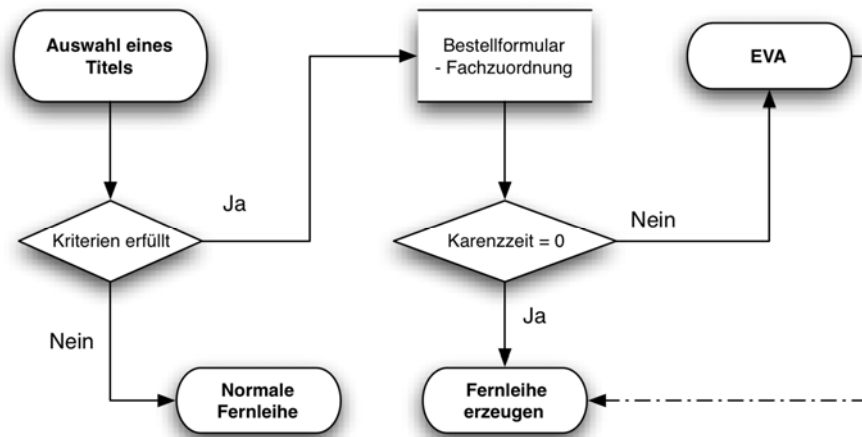 Auswahl eines
Titels
Bestellformular
- Fachzuordnung
EVA
Ja
Kriterien erfüllt
Nein
Karenzzeit = 0
Nein
Ja
Normale
Fernleihe
Fernleihe
erzeugen